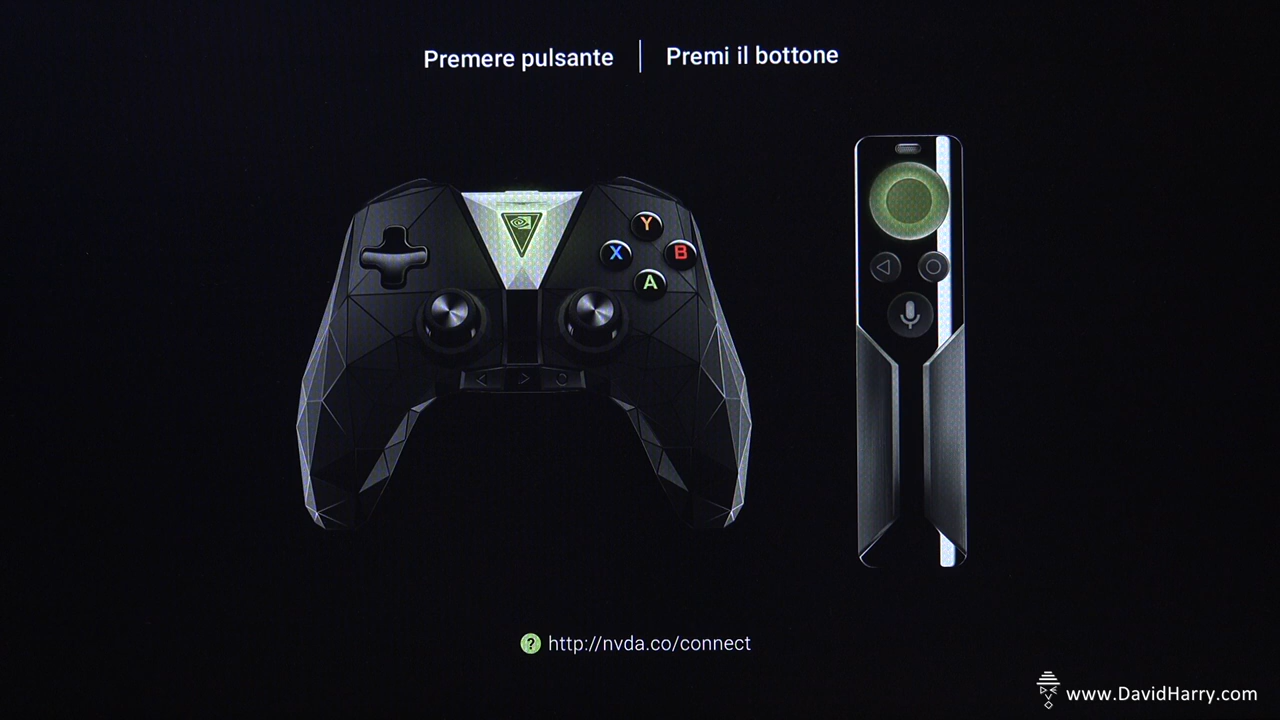 Premere pulsante | Premi il bottone
Y
X
B
A
? http://nvda.co/connect
www.DavidHarry.com